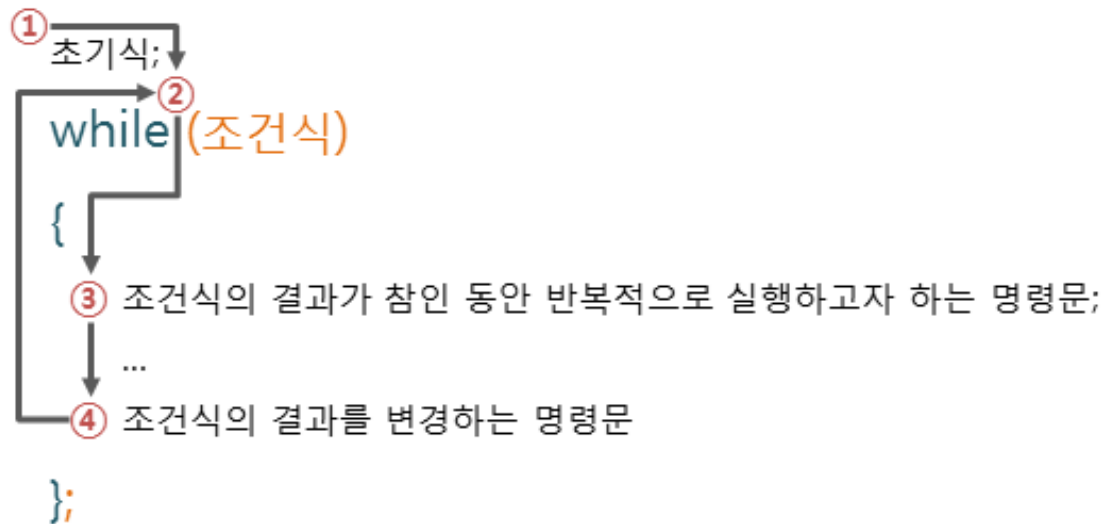 ①
초기식;
②
while (조건식)
{
③ 조건식의 결과가 참인 동안 반복적으로 실행하고자 하는 명령문;
...
④ 조건식의 결과를 변경하는 명령문
};